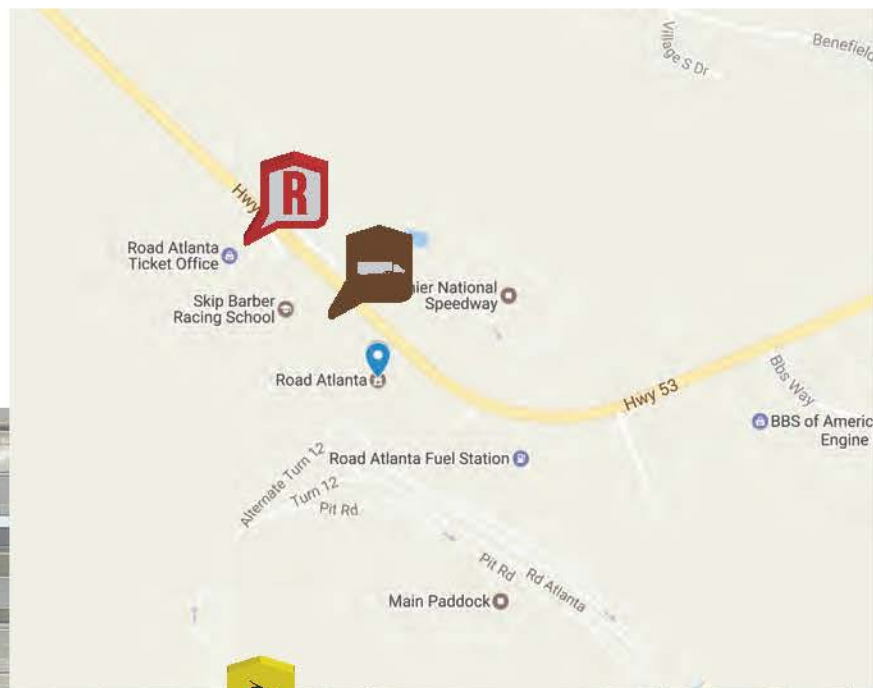 Village S Dr
Benefield
Hwy
R
Road Atlanta
Ticket Office
Skip Barber
Racing School
nier National
Speedway
Road Atlanta
Hwy 53
Bbs Way
BBS of Americ
Engine
Road Atlanta Fuel Station
Alternate Turn 12
Turn 12
Pit Rd
Pit Rd
Rd Atlanta
Main Paddock